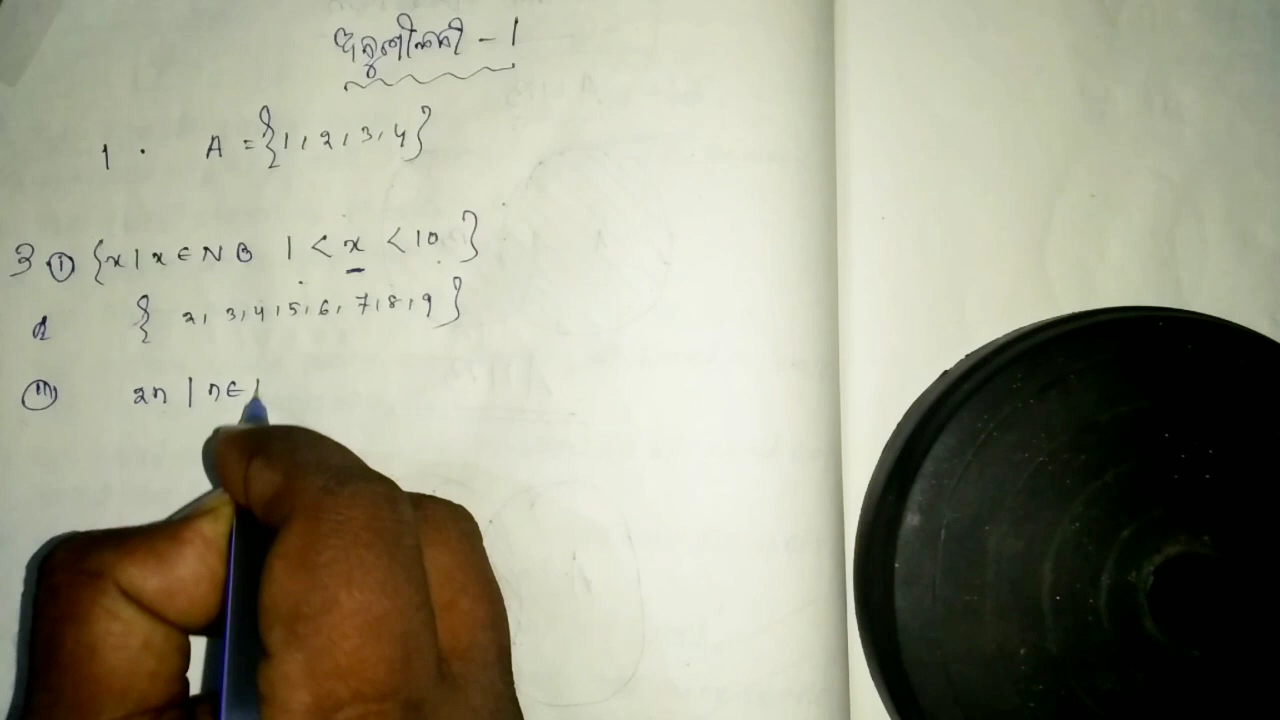 ଅନୁଶୀଳନୀ - 1
1 . A = {1, 2, 3, 4}
3 (i) {x | x ∈ N ଓ 1 < x < 10}
{ 2, 3, 4, 5, 6, 7, 8, 9 }
(iii) 2n | n ∈